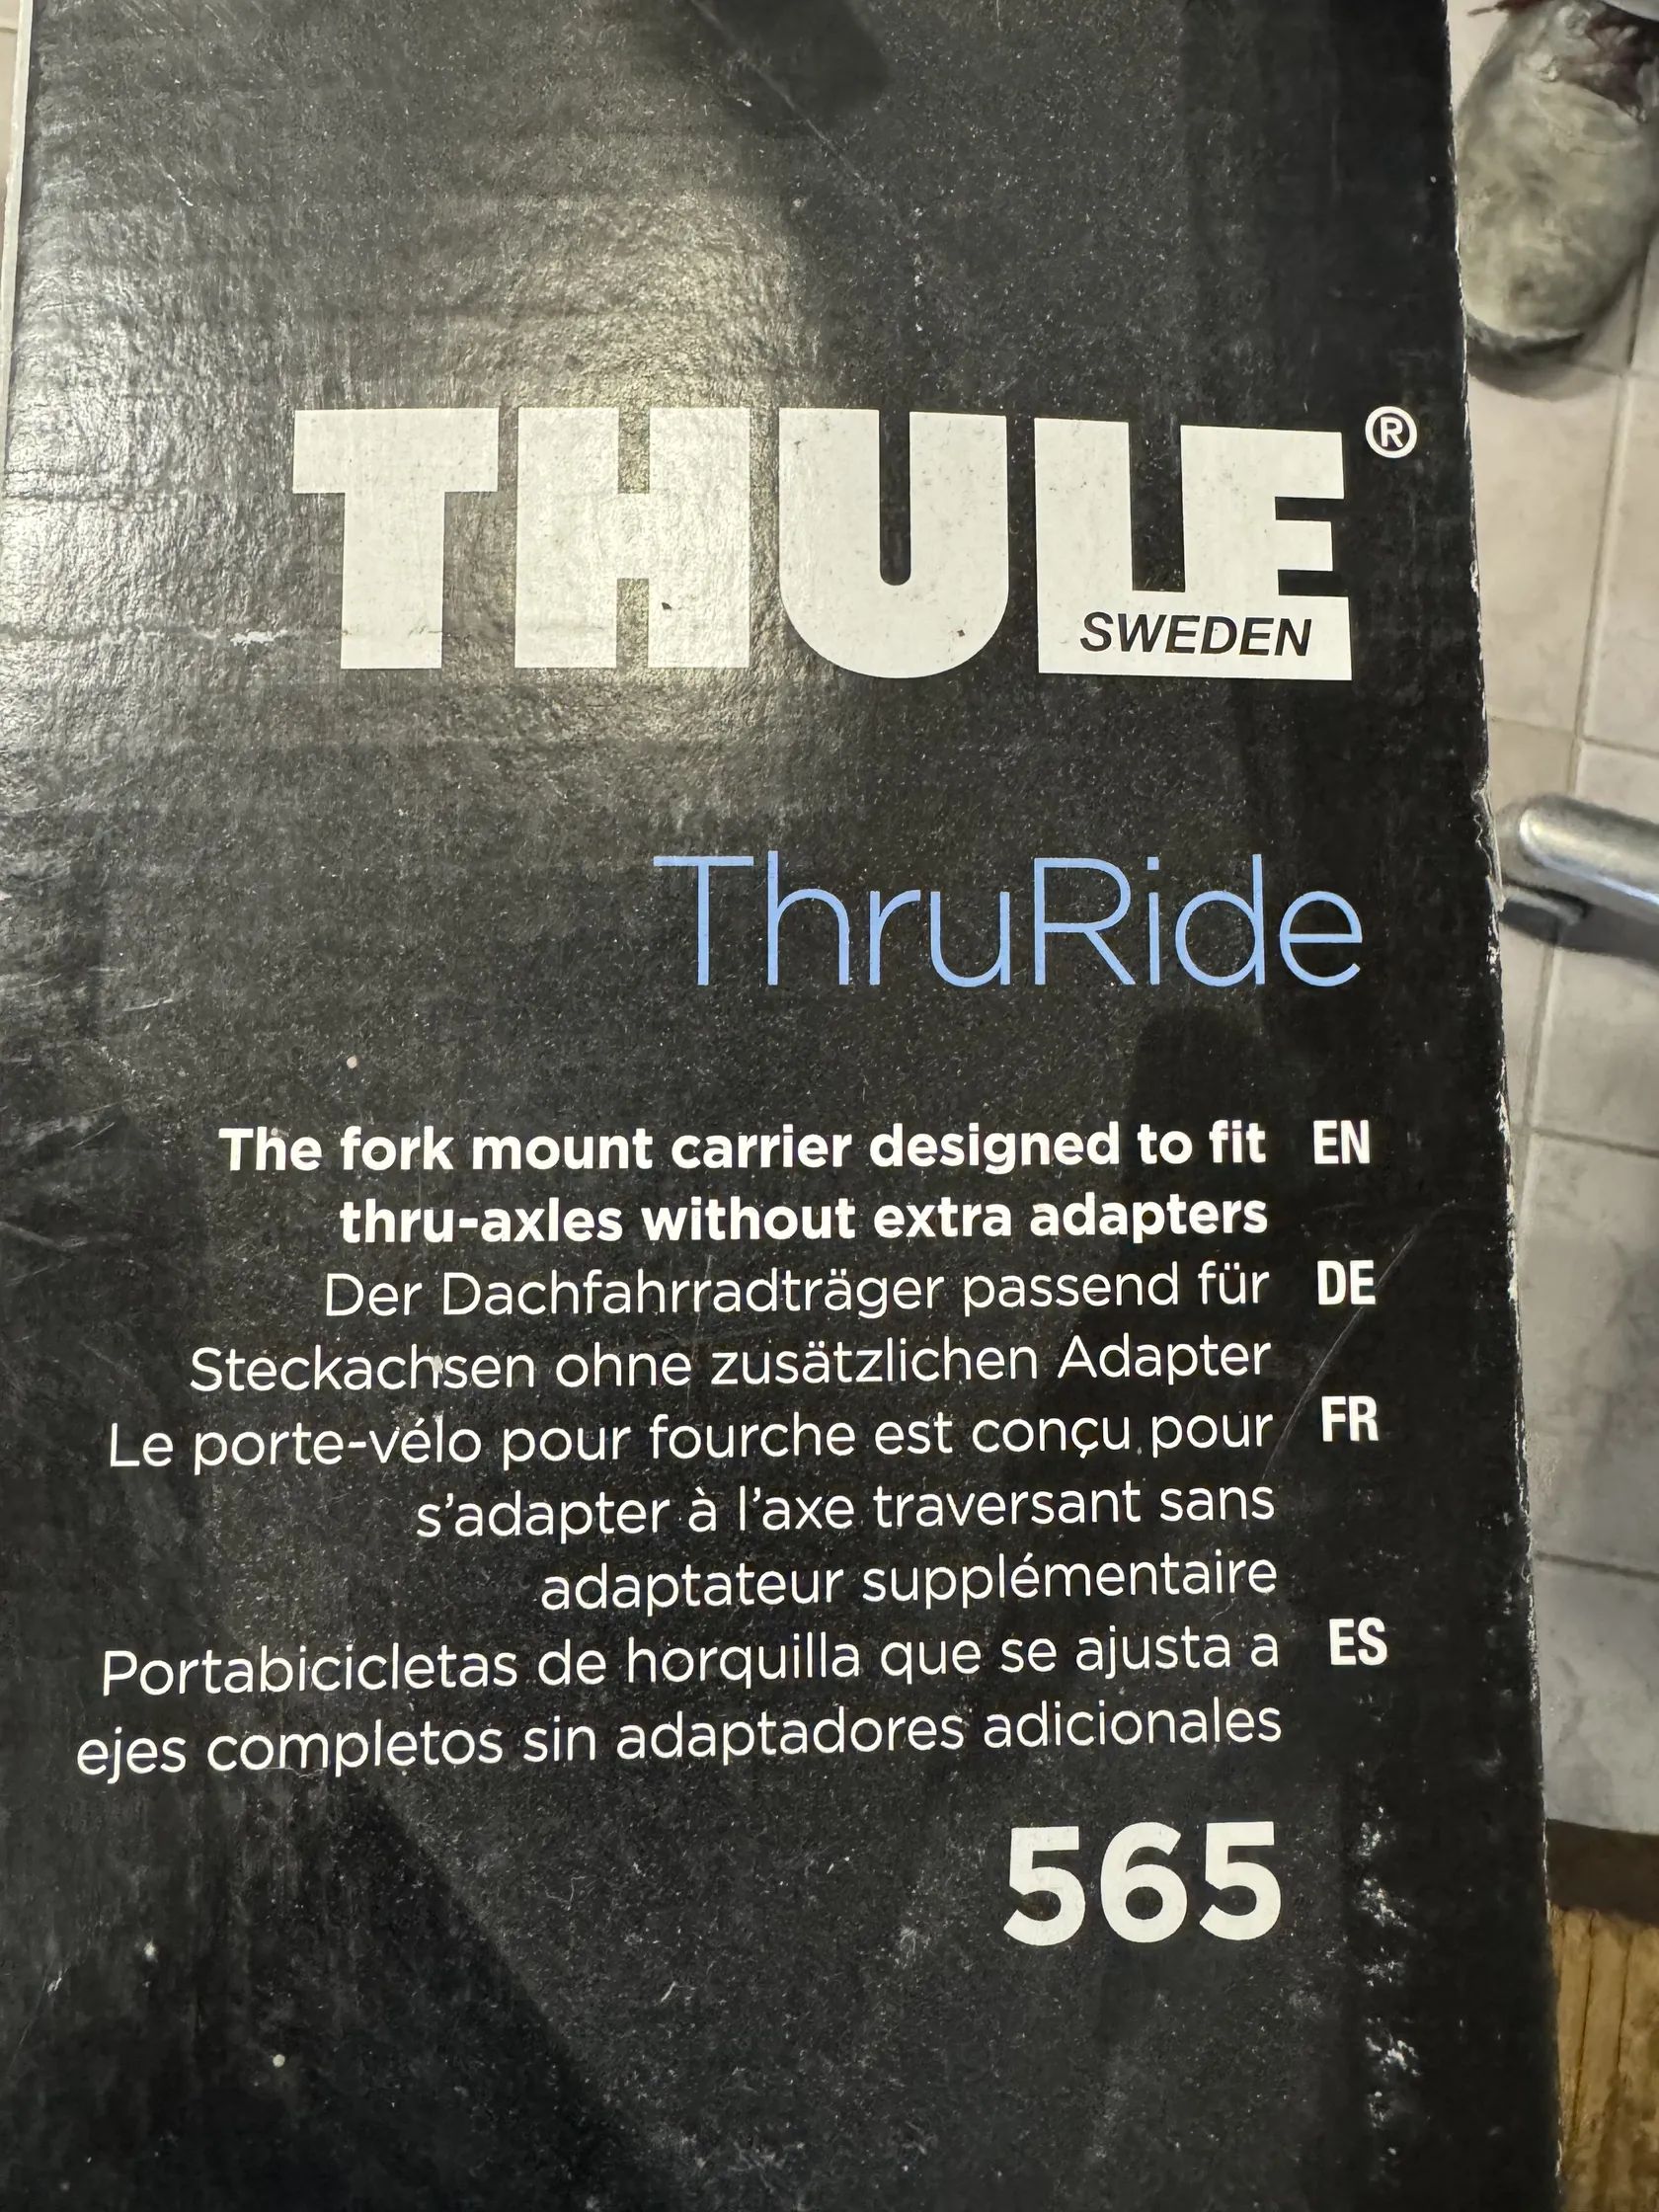 THULE®
SWEDEN
ThruRide
The fork mount carrier designed to fit EN
thru-axles without extra adapters
Der Dachfahrradträger passend für DE
Steckachsen ohne zusätzlichen Adapter
Le porte-vélo pour fourche est conçu pour FR
s’adapter à l’axe traversant sans
adaptateur supplémentaire
Portabicicletas de horquilla que se ajusta a ES
ejes completos sin adaptadores adicionales
565